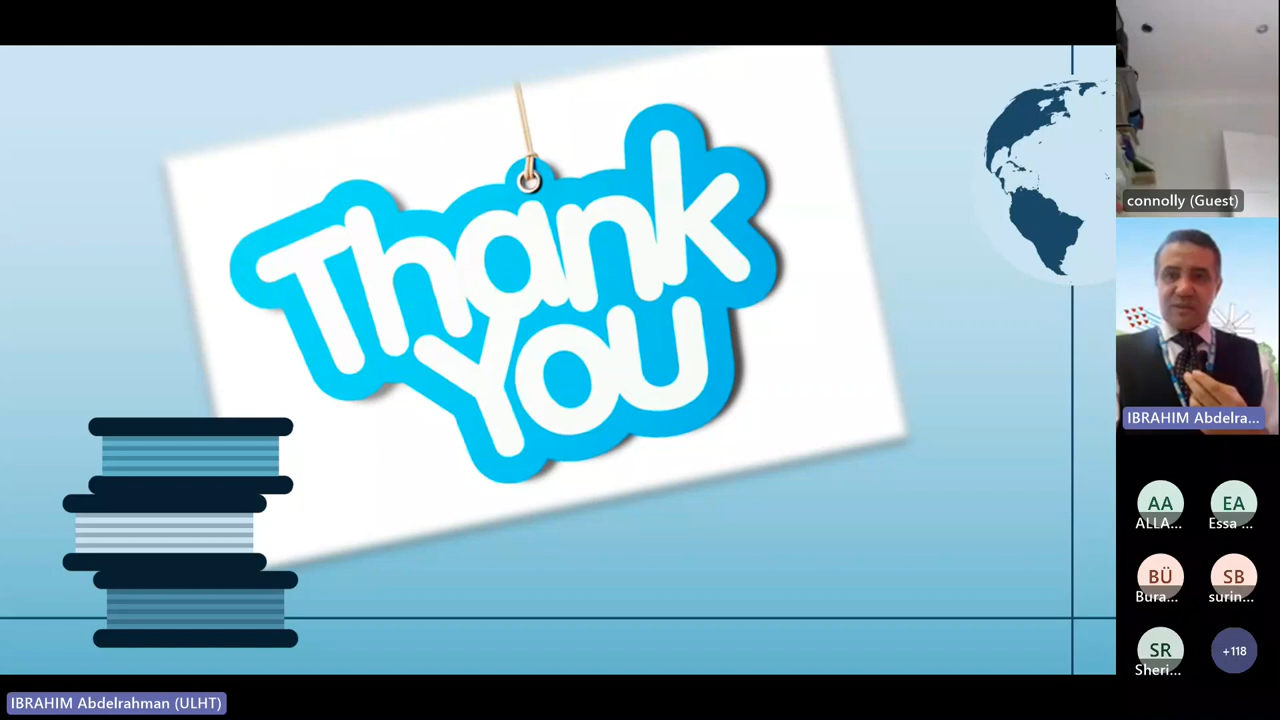 Thank
You
connolly (Guest)
IBRAHIM Abdelra...
AA
ALLA...
EA
Essa ...
BÜ
Bura...
SB
surin...
SR
Sheri...
+118
IBRAHIM Abdelrahman (ULHT)